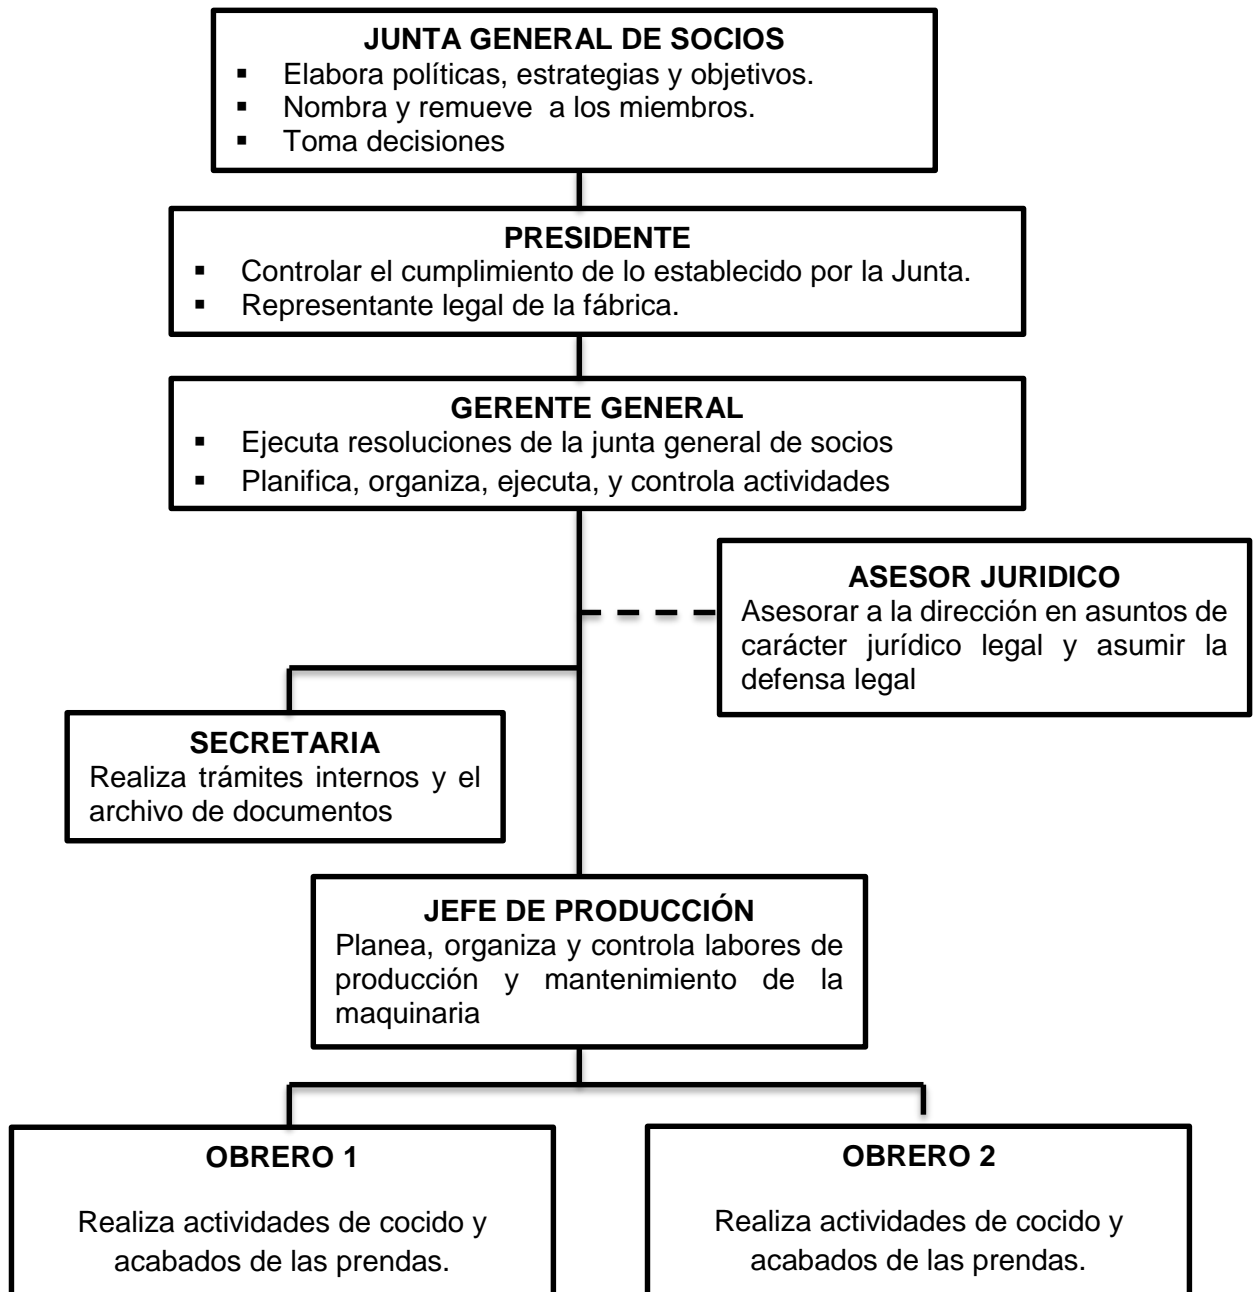 JUNTA GENERAL DE SOCIOS
▪ Elabora políticas, estrategias y objetivos.
▪ Nombra y remueve a los miembros.
▪ Toma decisiones
PRESIDENTE
▪ Controlar el cumplimiento de lo establecido por la Junta.
▪ Representante legal de la fábrica.
GERENTE GENERAL
▪ Ejecuta resoluciones de la junta general de socios
▪ Planifica, organiza, ejecuta, y controla actividades
ASESOR JURIDICO
Asesorar a la dirección en asuntos de
carácter jurídico legal y asumir la
defensa legal
SECRETARIA
Realiza trámites internos y el
archivo de documentos
JEFE DE PRODUCCIÓN
Planea, organiza y controla labores de
producción y mantenimiento de la
maquinaria
OBRERO 1
Realiza actividades de cocido y
acabados de las prendas.
OBRERO 2
Realiza actividades de cocido y
acabados de las prendas.